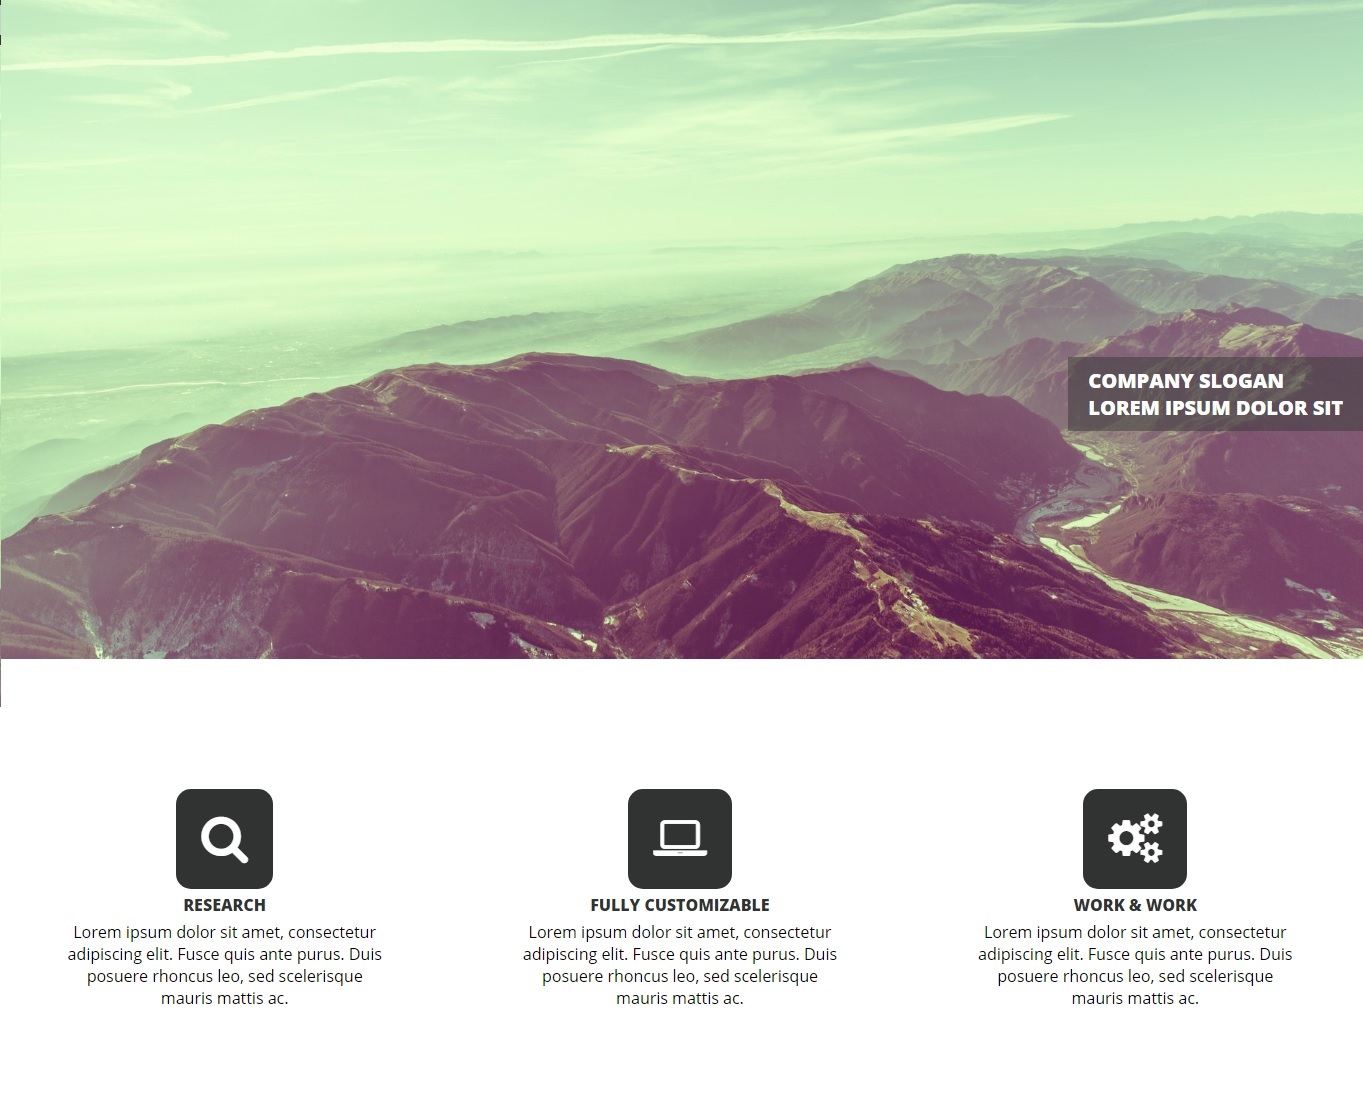 COMPANY SLOGAN
LOREM IPSUM DOLOR SIT
RESEARCH
Lorem ipsum dolor sit amet, consectetur
adipiscing elit. Fusce quis ante purus. Duis
posuere rhoncus leo, sed scelerisque
mauris mattis ac.
FULLY CUSTOMIZABLE
Lorem ipsum dolor sit amet, consectetur
adipiscing elit. Fusce quis ante purus. Duis
posuere rhoncus leo, sed scelerisque
mauris mattis ac.
WORK & WORK
Lorem ipsum dolor sit amet, consectetur
adipiscing elit. Fusce quis ante purus. Duis
posuere rhoncus leo, sed scelerisque
mauris mattis ac.